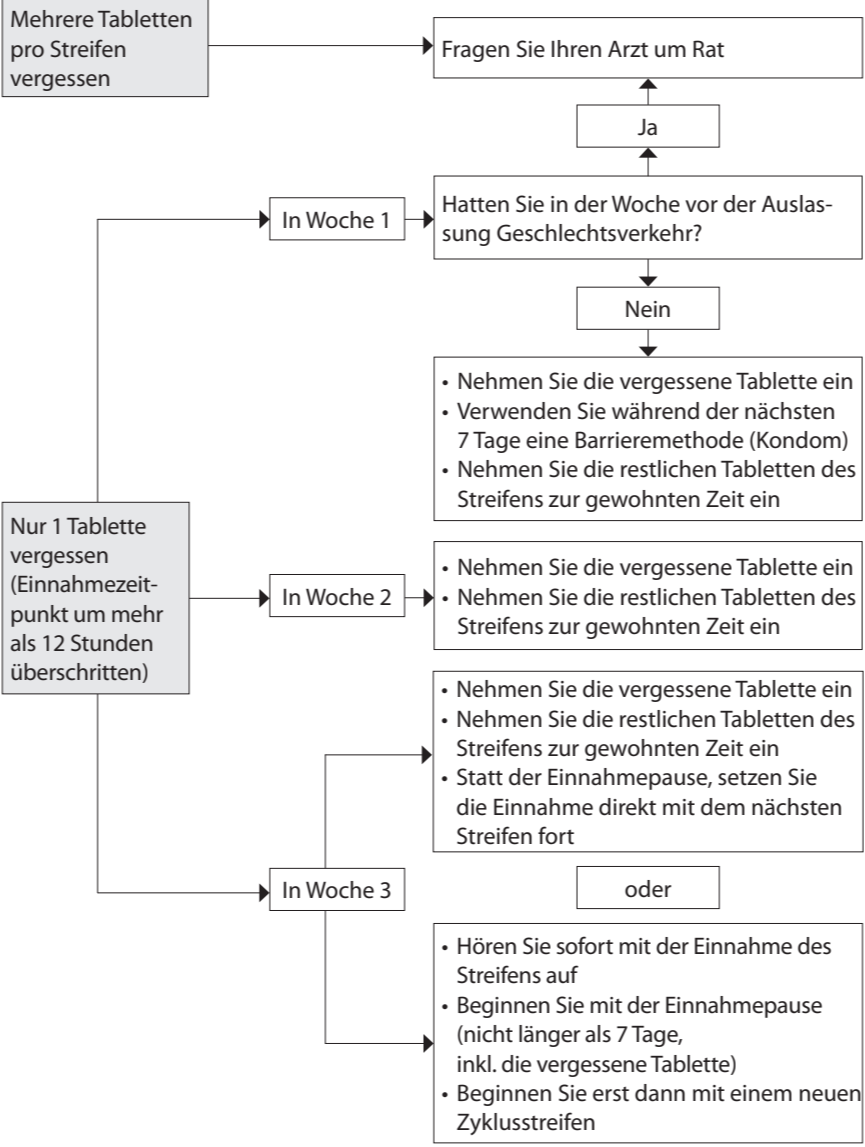 Mehrere Tabletten
pro Streifen
vergessen
Fragen Sie Ihren Arzt um Rat
Ja
In Woche 1
Hatten Sie in der Woche vor der Auslas-
sung Geschlechtsverkehr?
Nein
• Nehmen Sie die vergessene Tablette ein
• Verwenden Sie während der nächsten
7 Tage eine Barrieremethode (Kondom)
• Nehmen Sie die restlichen Tabletten des
Streifens zur gewohnten Zeit ein
Nur 1 Tablette
vergessen
(Einnahmezeit-
punkt um mehr
als 12 Stunden
überschritten)
In Woche 2
• Nehmen Sie die vergessene Tablette ein
• Nehmen Sie die restlichen Tabletten des
Streifens zur gewohnten Zeit ein
In Woche 3
• Nehmen Sie die vergessene Tablette ein
• Nehmen Sie die restlichen Tabletten des
Streifens zur gewohnten Zeit ein
• Statt der Einnahmepause, setzen Sie
die Einnahme direkt mit dem nächsten
Streifen fort
oder
• Hören Sie sofort mit der Einnahme des
Streifens auf
• Beginnen Sie mit der Einnahmepause
(nicht länger als 7 Tage,
inkl. die vergessene Tablette)
• Beginnen Sie erst dann mit einem neuen
Zyklusstreifen